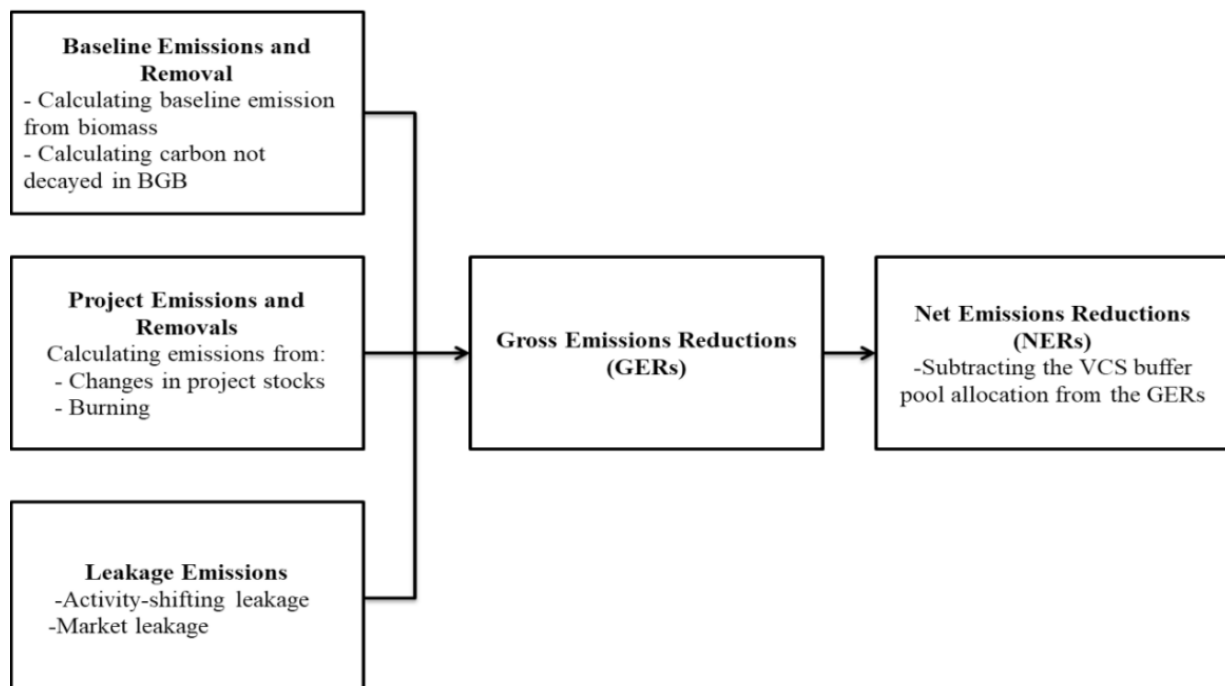 Baseline Emissions and
Removal
- Calculating baseline emission
from biomass
- Calculating carbon not
decayed in BGB
Project Emissions and
Removals
Calculating emissions from:
- Changes in project stocks
- Burning
Leakage Emissions
-Activity-shifting leakage
-Market leakage
Gross Emissions Reductions
(GERs)
Net Emissions Reductions
(NERs)
-Subtracting the VCS buffer
pool allocation from the GERs